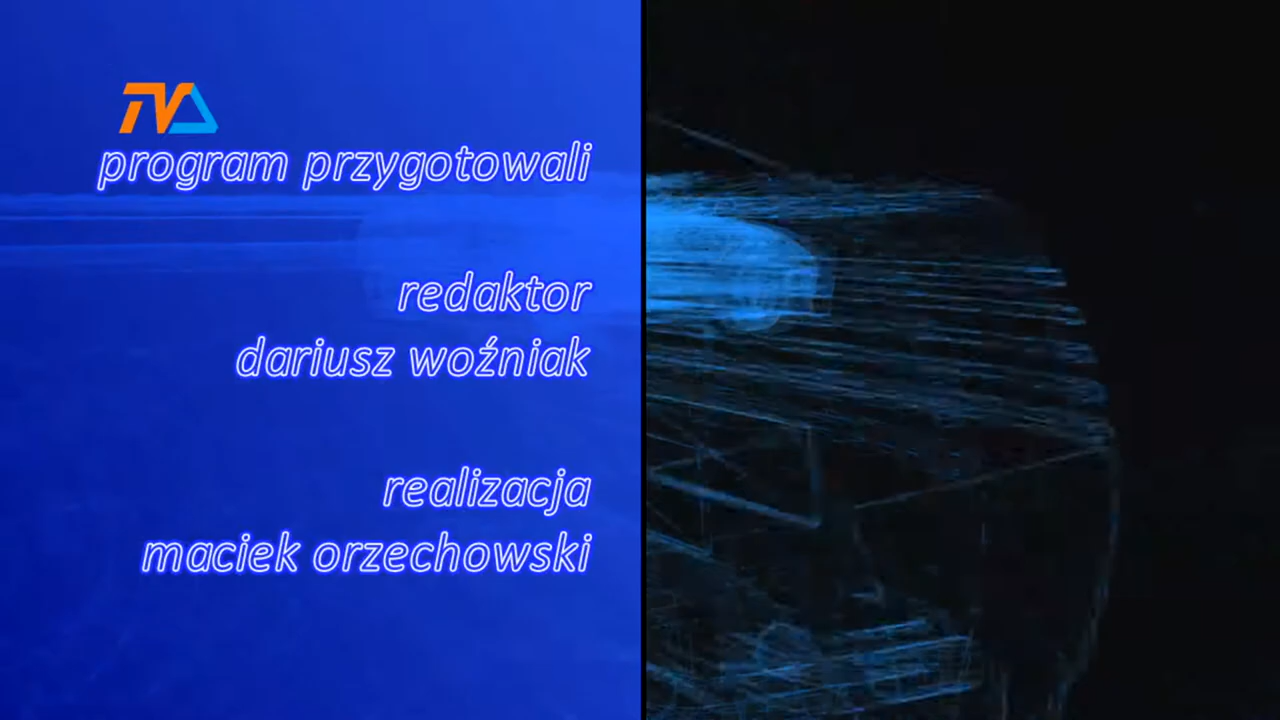 TVA
program przygotowali
redaktor
dariusz woźniak
realizacja
maciek orzechowski